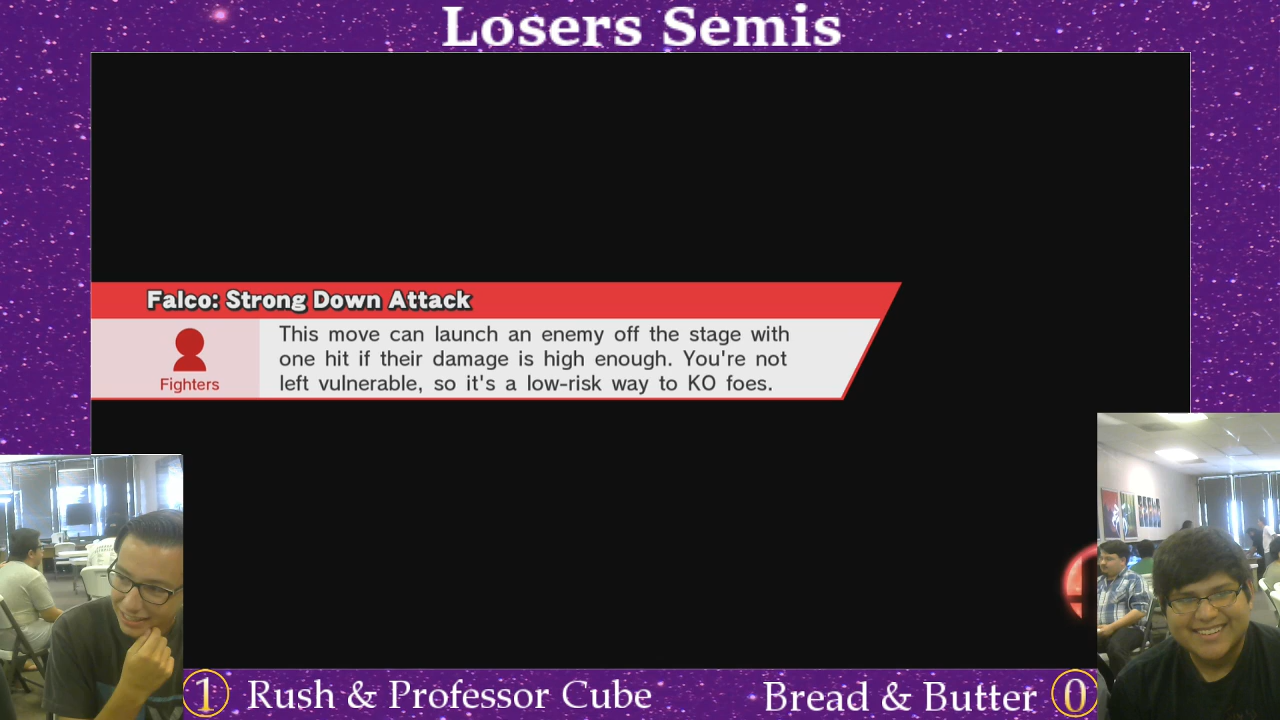 Losers Semis
Falco: Strong Down Attack
This move can launch an enemy off the stage with
one hit if their damage is high enough. You're not
left vulnerable, so it's a low-risk way to KO foes.
Fighters
1 Rush & Professor Cube
Bread & Butter 0